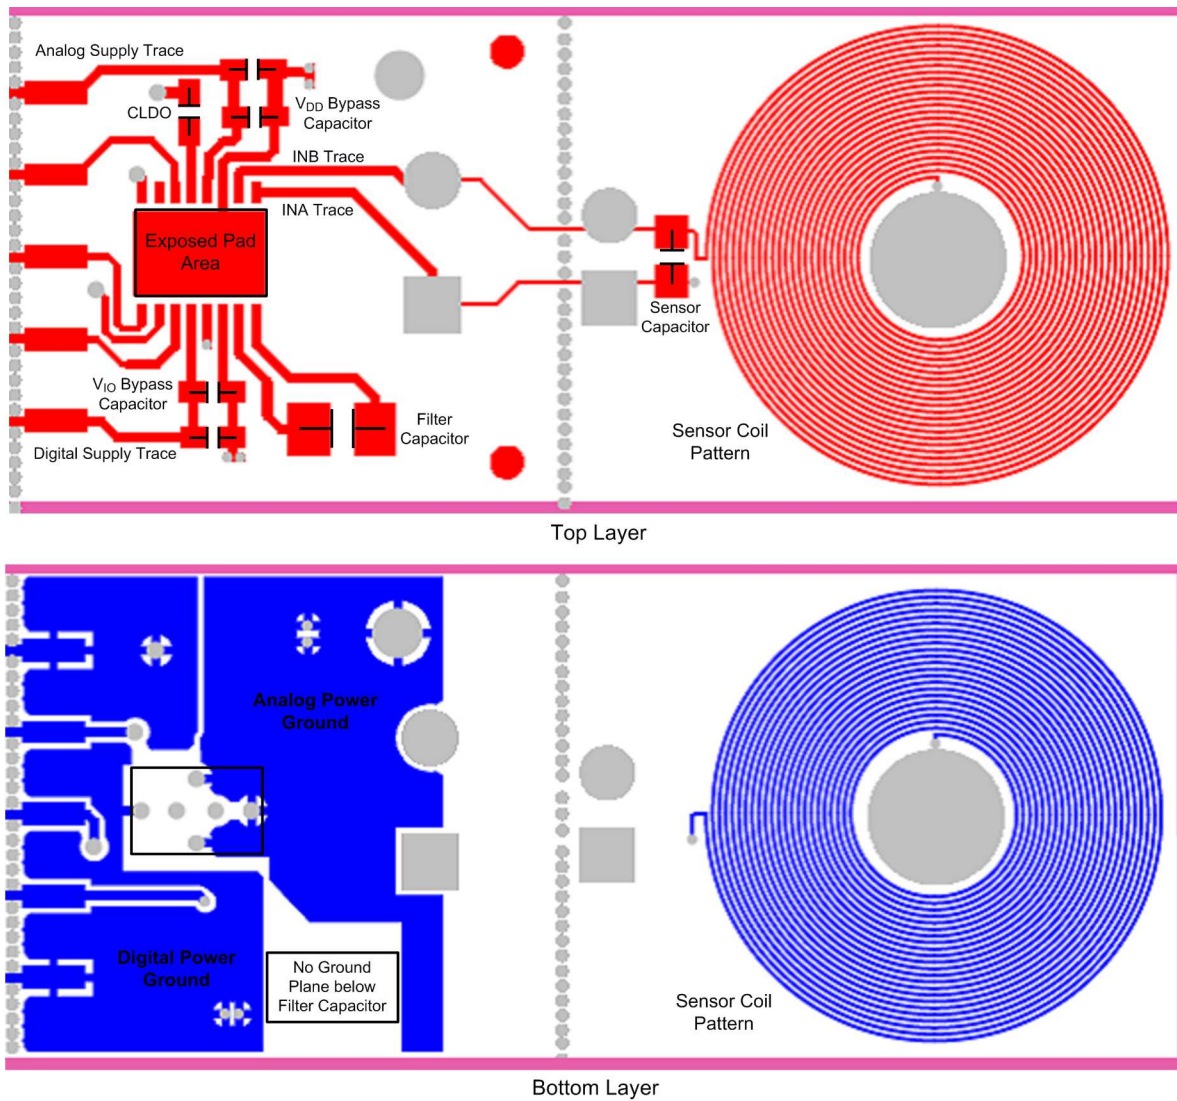 Analog Supply Trace
CLDO
VDD Bypass
Capacitor
INB Trace
INA Trace
Exposed Pad
Area
Sensor
Capacitor
VIO Bypass
Capacitor
Filter
Capacitor
Digital Supply Trace
Sensor Coil
Pattern
Top Layer
Analog Power
Ground
Digital Power
Ground
No Ground
Plane below
Filter Capacitor
Sensor Coil
Pattern
Bottom Layer